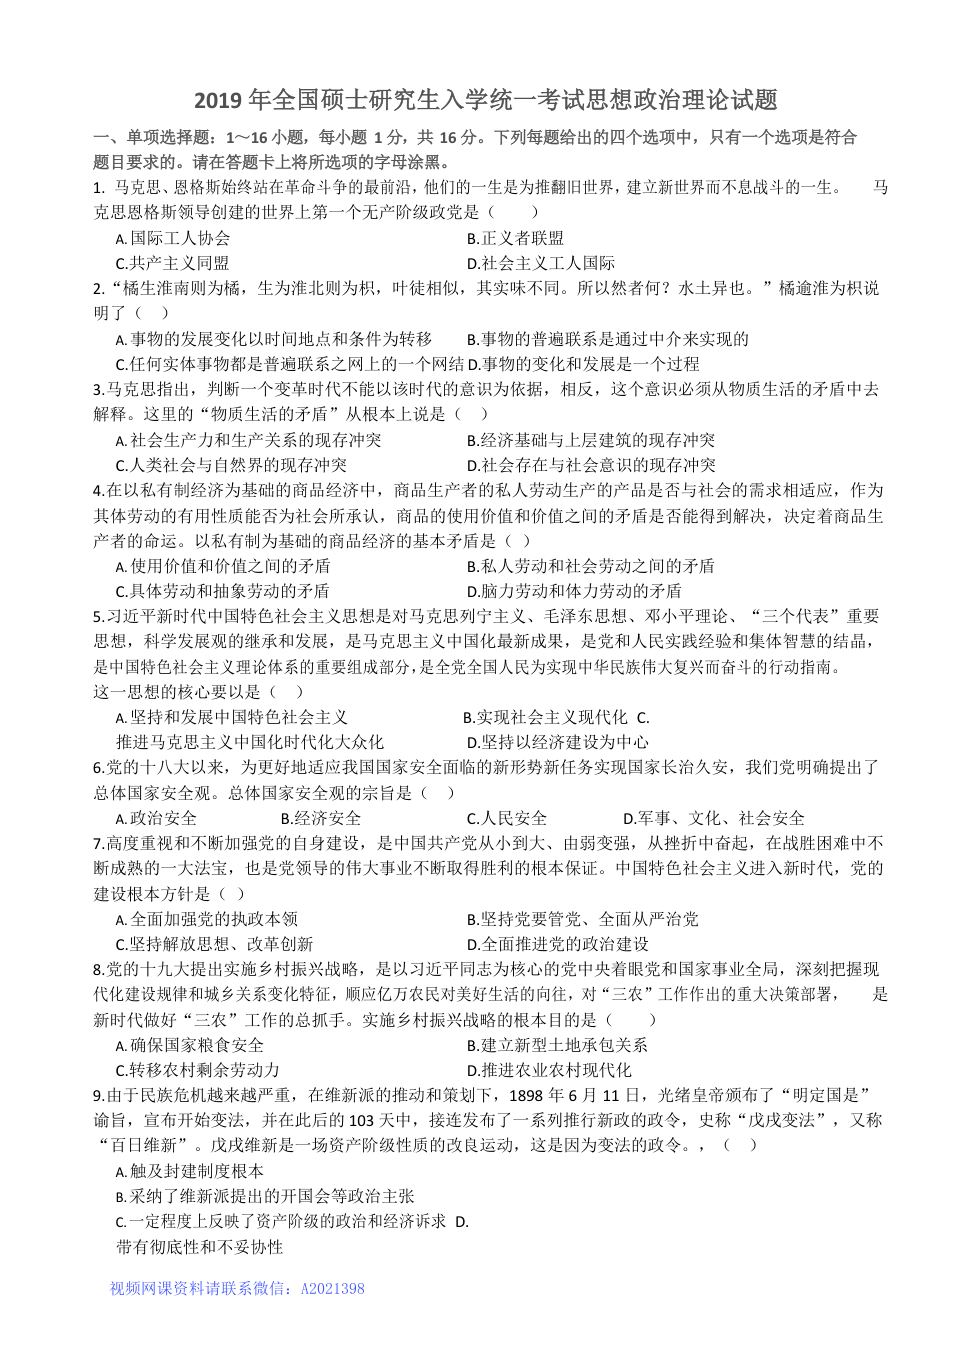 2019 年全国硕士研究生入学统一考试思想政治理论试题
一、单项选择题：1～16 小题，每小题 1 分，共 16 分。下列每题给出的四个选项中，只有一个选项是符合
题目要求的。请在答题卡上将所选项的字母涂黑。
1. 马克思、恩格斯始终站在革命斗争的最前沿，他们的一生是为推翻旧世界，建立新世界而不息战斗的一生。 马
克思恩格斯领导创建的世界上第一个无产阶级政党是（ ）
A.国际工人协会 B.正义者联盟
C.共产主义同盟 D.社会主义工人国际
2.“橘生淮南则为橘，生为淮北则为枳，叶徒相似，其实味不同。所以然者何？水土异也。”橘逾淮为枳说
明了（ ）
A.事物的发展变化以时间地点和条件为转移 B.事物的普遍联系是通过中介来实现的
C.任何实体事物都是普遍联系之网上的一个网结 D.事物的变化和发展是一个过程
3.马克思指出，判断一个变革时代不能以该时代的意识为依据，相反，这个意识必须从物质生活的矛盾中去
解释。这里的“物质生活的矛盾”从根本上说是（ ）
A.社会生产力和生产关系的现存冲突 B.经济基础与上层建筑的现存冲突
C.人类社会与自然界的现存冲突 D.社会存在与社会意识的现存冲突
4.在以私有制经济为基础的商品经济中，商品生产者的私人劳动生产的产品是否与社会的需求相适应，作为
其体劳动的有用性质能否为社会所承认，商品的使用价值和价值之间的矛盾是否能得到解决，决定着商品生
产者的命运。以私有制为基础的商品经济的基本矛盾是（ ）
A.使用价值和价值之间的矛盾 B.私人劳动和社会劳动之间的矛盾
C.具体劳动和抽象劳动的矛盾 D.脑力劳动和体力劳动的矛盾
5.习近平新时代中国特色社会主义思想是对马克思列宁主义、毛泽东思想、邓小平理论、“三个代表”重要
思想，科学发展观的继承和发展，是马克思主义中国化最新成果，是党和人民实践经验和集体智慧的结晶，
是中国特色社会主义理论体系的重要组成部分，是全党全国人民为实现中华民族伟大复兴而奋斗的行动指南。
这一思想的核心要以是（ ）
A.坚持和发展中国特色社会主义 B.实现社会主义现代化 C.
推进马克思主义中国化时代化大众化 D.坚持以经济建设为中心
6.党的十八大以来，为更好地适应我国国家安全面临的新形势新任务实现国家长治久安，我们党明确提出了
总体国家安全观。总体国家安全观的宗旨是（ ）
A.政治安全 B.经济安全 C.人民安全 D.军事、文化、社会安全
7.高度重视和不断加强党的自身建设，是中国共产党从小到大、由弱变强，从挫折中奋起，在战胜困难中不
断成熟的一大法宝，也是党领导的伟大事业不断取得胜利的根本保证。中国特色社会主义进入新时代，党的
建设根本方针是（ ）
A.全面加强党的执政本领 B.坚持党要管党、全面从严治党
C.坚持解放思想、改革创新 D.全面推进党的政治建设
8.党的十九大提出实施乡村振兴战略，是以习近平同志为核心的党中央着眼党和国家事业全局，深刻把握现
代化建设规律和城乡关系变化特征，顺应亿万农民对美好生活的向往，对“三农”工作作出的重大决策部署， 是
新时代做好“三农”工作的总抓手。实施乡村振兴战略的根本目的是（ ）
A.确保国家粮食安全 B.建立新型土地承包关系
C.转移农村剩余劳动力 D.推进农业农村现代化
9.由于民族危机越来越严重，在维新派的推动和策划下，1898 年 6 月 11 日，光绪皇帝颁布了“明定国是”
谕旨，宣布开始变法，并在此后的 103 天中，接连发布了一系列推行新政的政令，史称“戊戌变法”，又称
“百日维新”。戊戌维新是一场资产阶级性质的改良运动，这是因为变法的政令。，（ ）
A.触及封建制度根本
B.采纳了维新派提出的开国会等政治主张
C.一定程度上反映了资产阶级的政治和经济诉求 D.
带有彻底性和不妥协性
视频网课资料请联系微信：A2021398